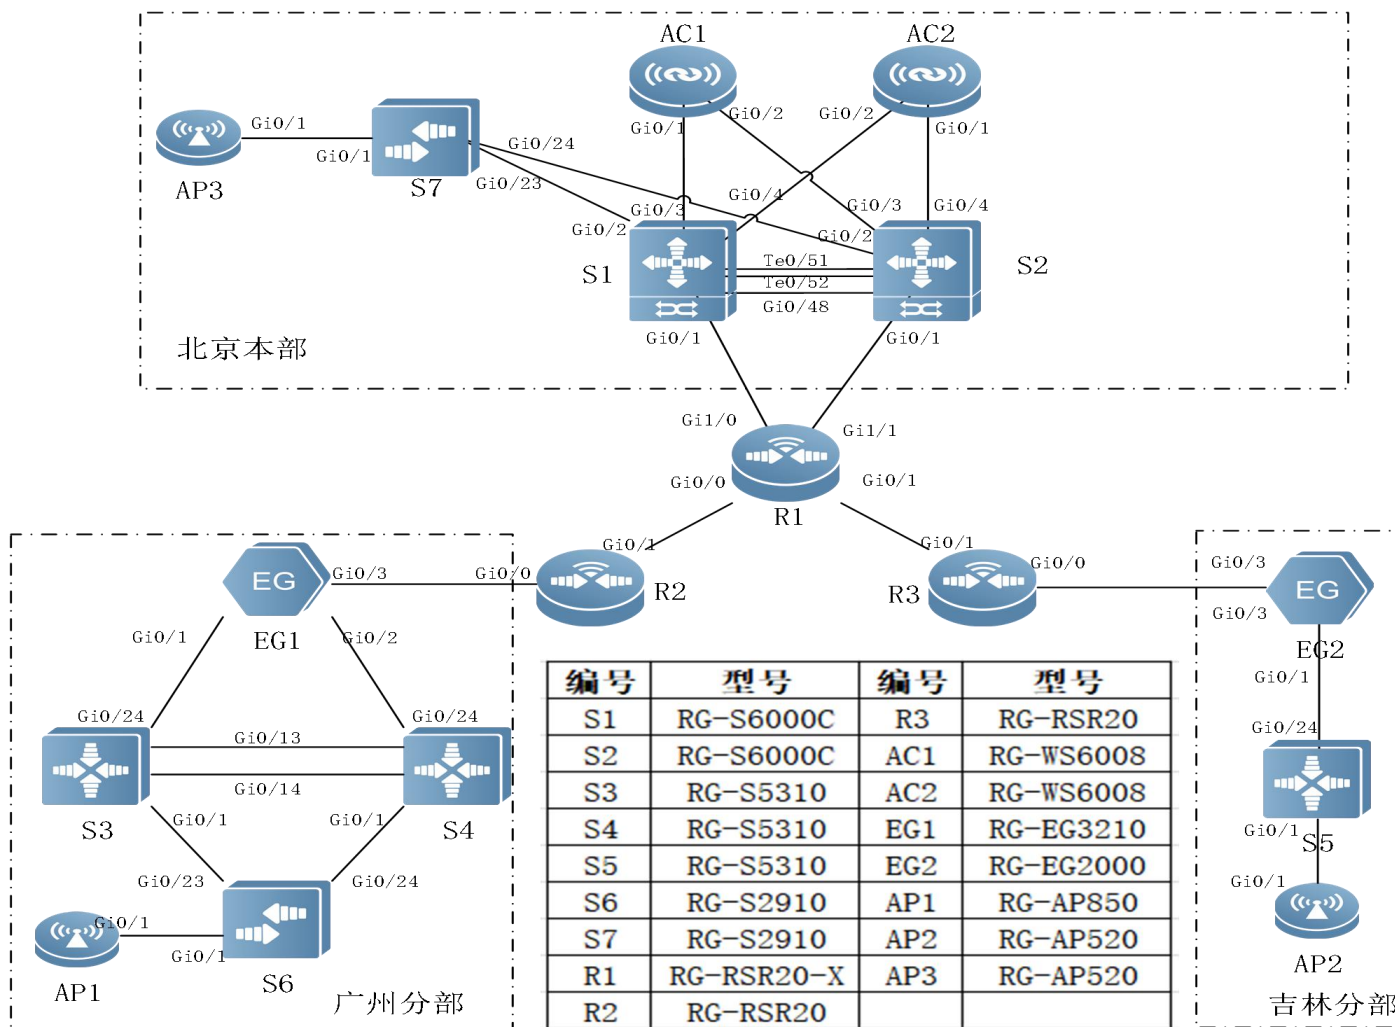 AC1
AC2
Gi0/1
Gi0/2
Gi0/2
Gi0/1
Gi0/1
Gi0/1
AP3
S7
Gi0/24
Gi0/23
Gi0/3
Gi0/4
Gi0/3
Gi0/4
Gi0/2
Gi0/2
S1
Te0/51
Te0/52
Gi0/48
S2
Gi0/1
Gi0/1
北京本部
Gi1/0
Gi1/1
Gi0/0
Gi0/1
R1
Gi0/1
Gi0/1
EG
Gi0/3
Gi0/0
R2
R3
Gi0/0
Gi0/3
Gi0/3
EG
EG1
EG2
Gi0/1
Gi0/2
Gi0/1
Gi0/24
Gi0/24
Gi0/24
Gi0/13
Gi0/14
S3
S4
S5
Gi0/1
Gi0/1
Gi0/1
Gi0/23
Gi0/24
Gi0/1
Gi0/1
Gi0/1
AP1
S6
AP2
广州分部
吉林分部
编号 型号 编号 型号
S1 RG-S6000C R3 RG-RSR20
S2 RG-S6000C AC1 RG-WS6008
S3 RG-S5310 AC2 RG-WS6008
S4 RG-S5310 EG1 RG-EG3210
S5 RG-S5310 EG2 RG-EG2000
S6 RG-S2910 AP1 RG-AP850
S7 RG-S2910 AP2 RG-AP520
R1 RG-RSR20-X AP3 RG-AP520
R2 RG-RSR20